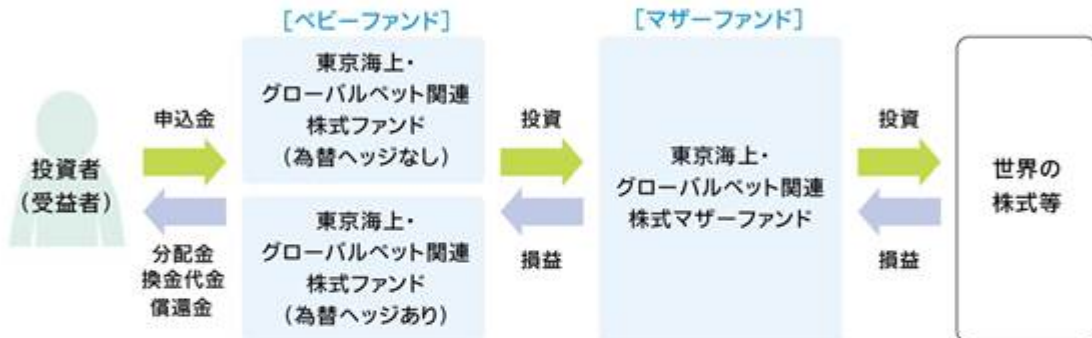 [ベビーファンド]
東京海上・
グローバルペット関連
株式ファンド
(為替ヘッジなし)
東京海上・
グローバルペット関連
株式ファンド
(為替ヘッジあり)
[マザーファンド]
東京海上・
グローバルペット関連
株式マザーファンド
投資者
(受益者)
申込金
分配金
換金代金
償還金
投資
損益
投資
損益
世界の
株式等